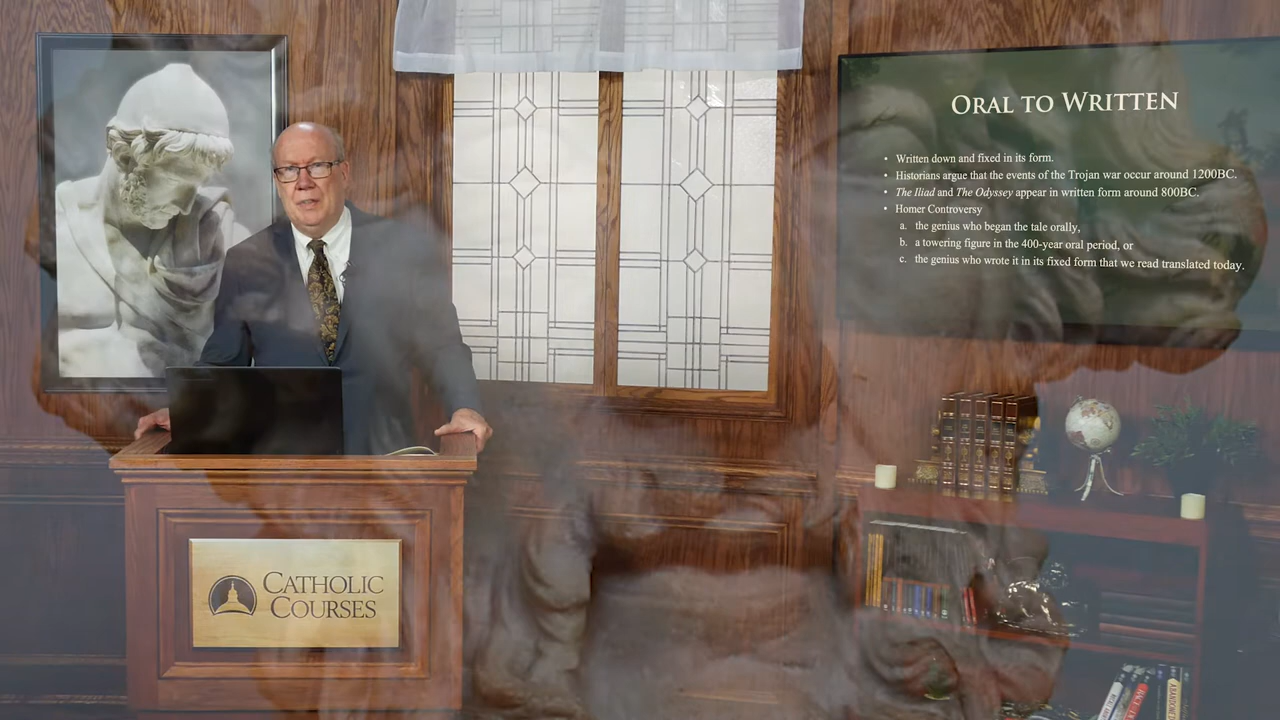 ORAL TO WRITTEN
• Written down and fixed in its form.
• Historians argue that the events of the Trojan war occur around 1200BC.
• The Iliad and The Odyssey appear in written form around 800BC.
• Homer Controversy
a. the genius who began the tale orally,
b. a towering figure in the 400-year oral period, or
c. the genius who wrote it in its fixed form that we read translated today.
CATHOLIC
COURSES